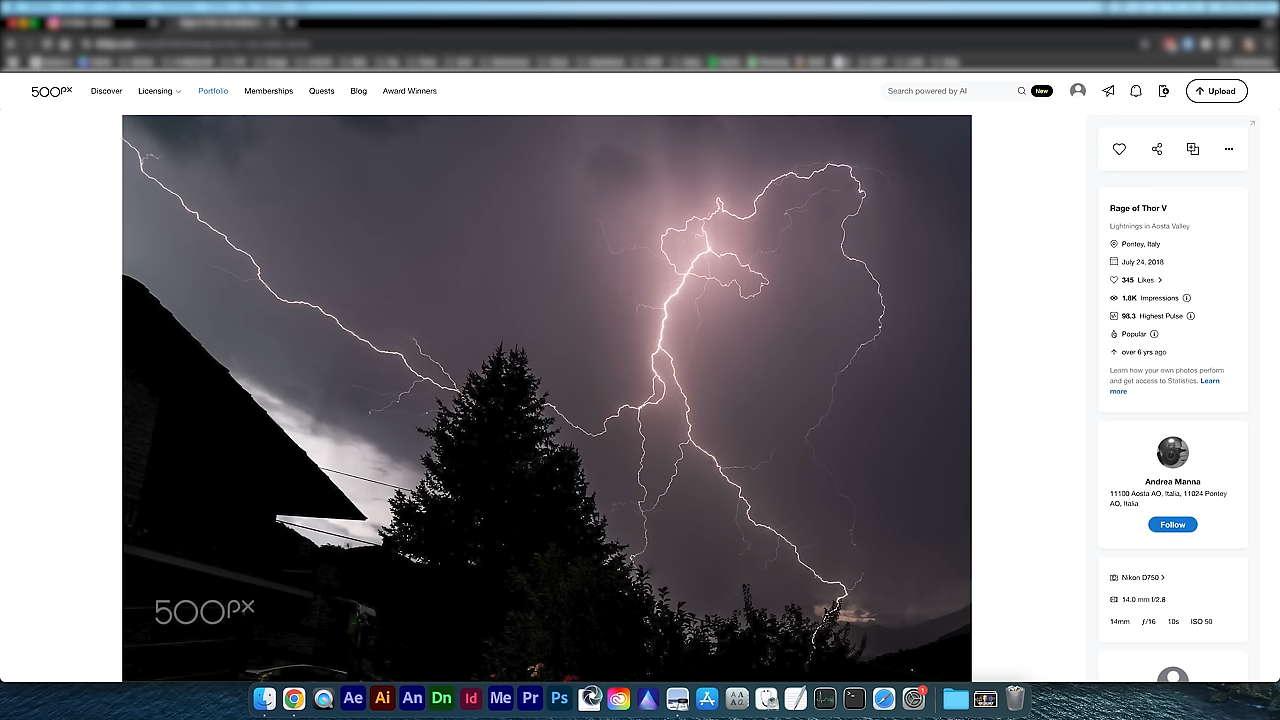 500px
Discover
Licensing
Portfolio
Memberships
Quests
Blog
Award Winners
Search powered by AI
New
Upload
Rage of Thor V
Lightnings in Aosta Valley
Pontey, Italy
July 24, 2018
345 Likes
1.8K Impressions
98.3 Highest Pulse
Popular
over 6 yrs ago
Learn how your own photos perform
and get access to Statistics. Learn
more
Andrea Manna
11100 Aosta AO, Italia, 11024 Pontey
AO, Italia
Follow
Nikon D750
14.0 mm f/2.8
14mm ƒ/16 10s ISO 50
500px
Ae Ai An Dn Id Me Pr Ps
1